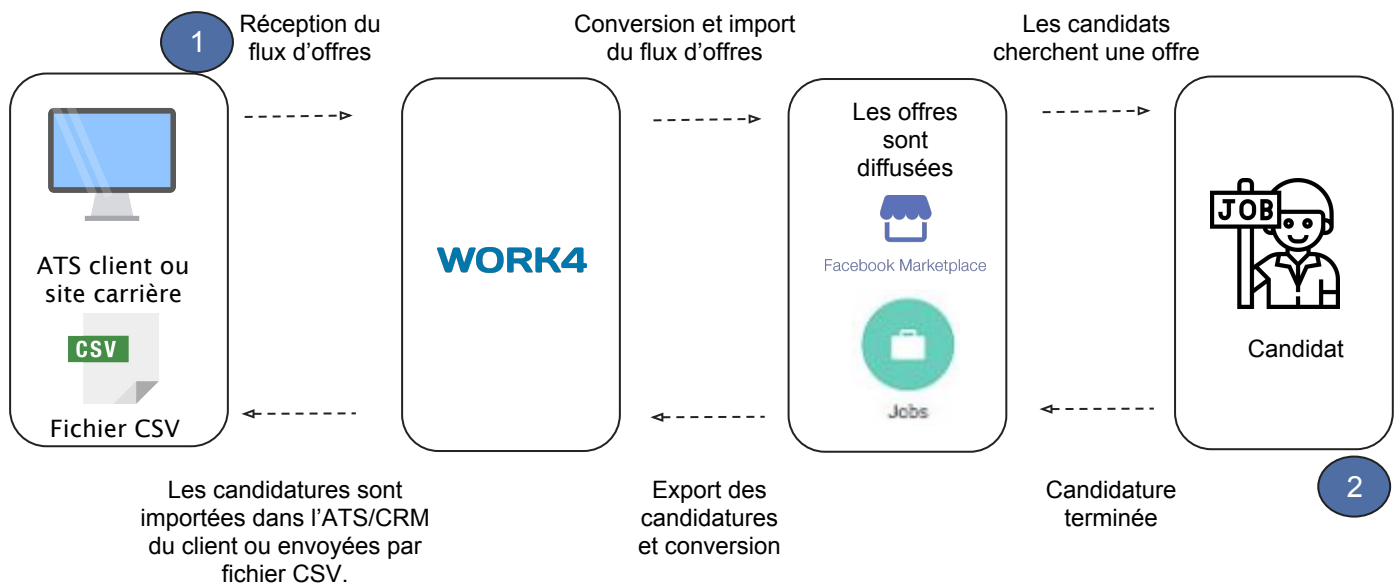 1
Réception du
flux d'offres
Conversion et import
du flux d'offres
Les candidats
cherchent une offre
ATS client ou
site carrière
CSV
Fichier CSV
WORK4
Les offres
sont
diffusées
Facebook Marketplace
Jobs
JOB
Candidat
2
Les candidatures sont
importées dans l'ATS/CRM
du client ou envoyées par
fichier CSV.
Export des
candidatures
et conversion
Candidature
terminée